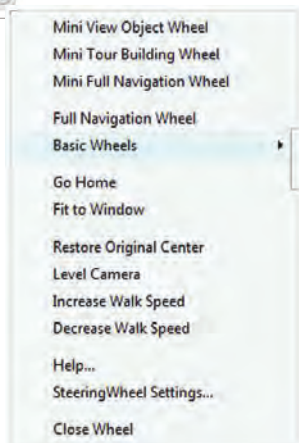 Mini View Object Wheel
Mini Tour Building Wheel
Mini Full Navigation Wheel
Full Navigation Wheel
Basic Wheels
Go Home
Fit to Window
Restore Original Center
Level Camera
Increase Walk Speed
Decrease Walk Speed
Help...
SteeringWheel Settings...
Close Wheel